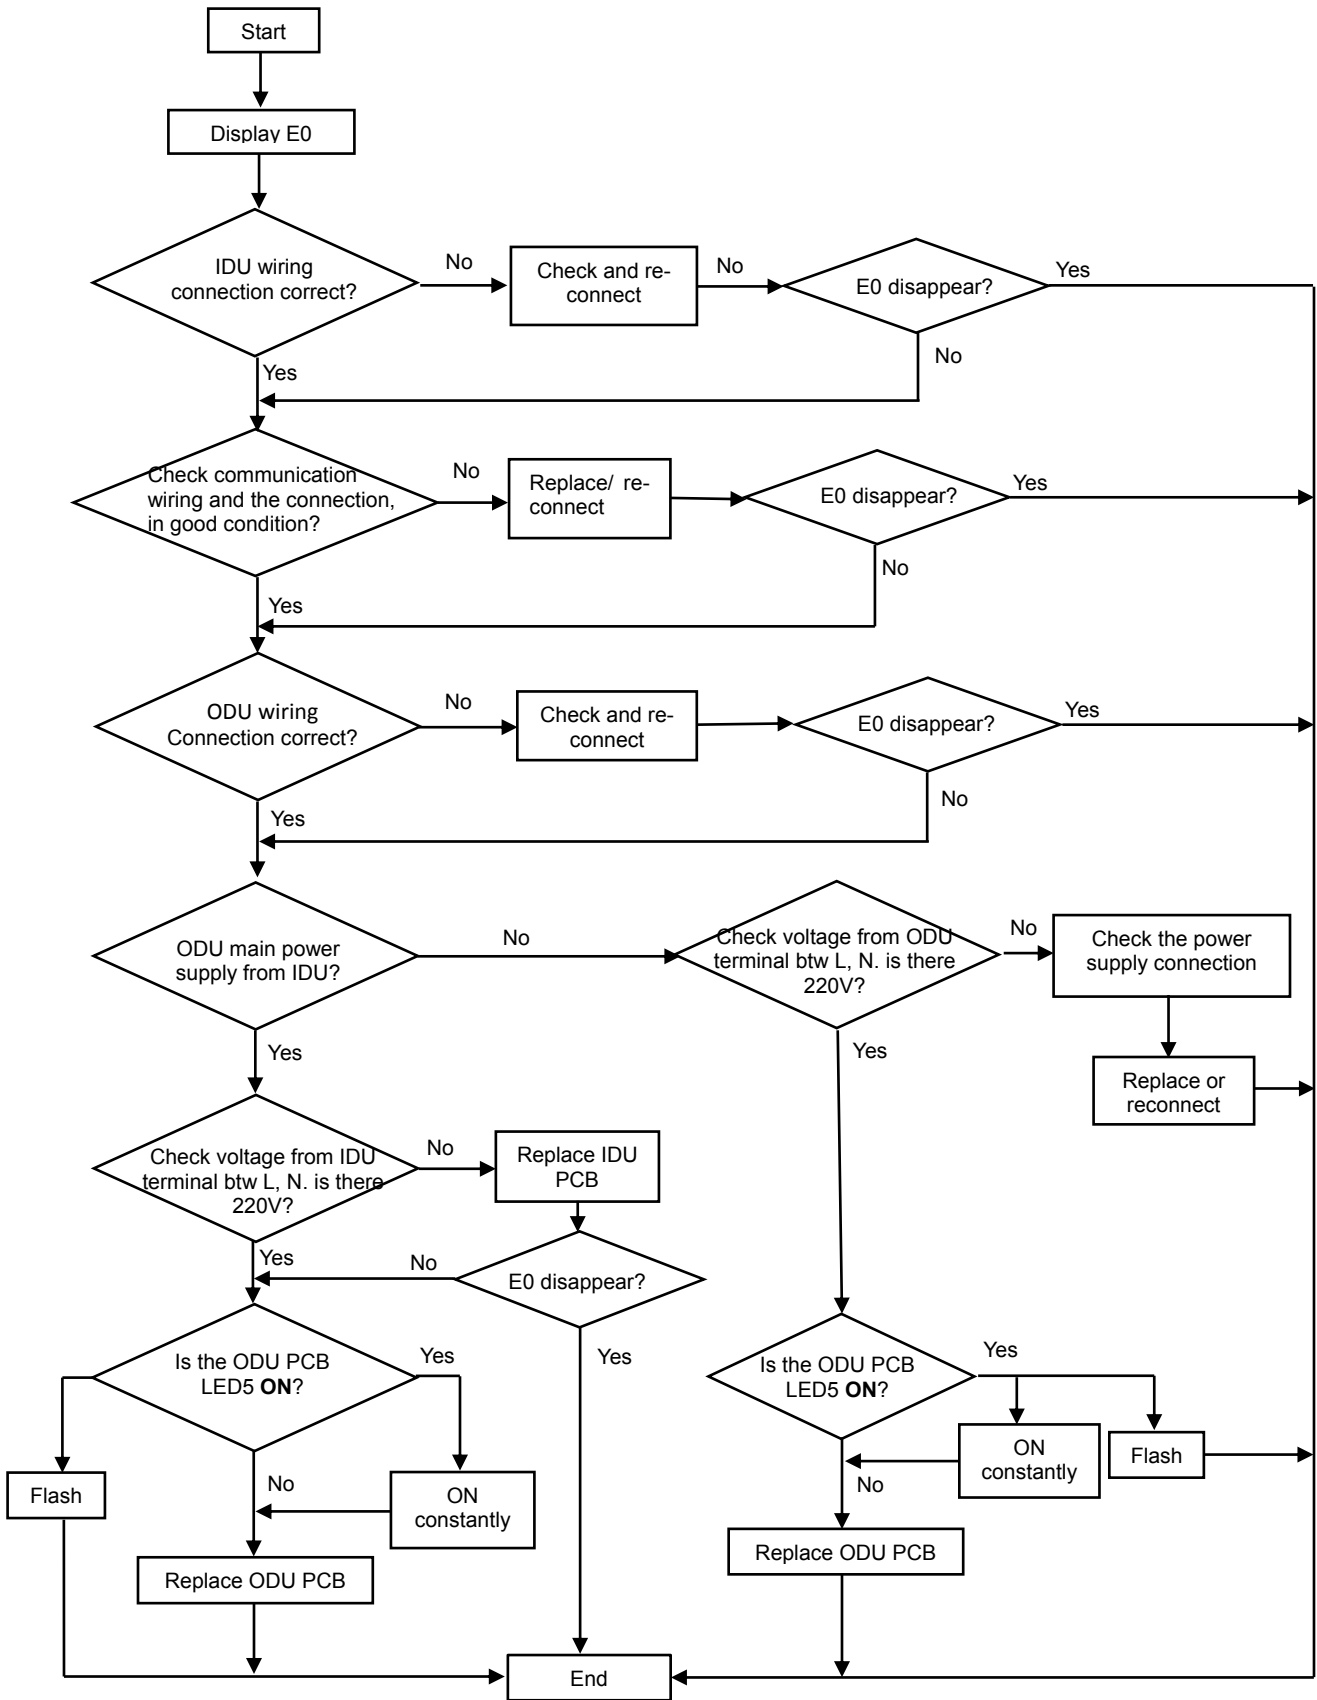 Start
Display E0
IDU wiring
connection correct?
No
Check and re-
connect
No
E0 disappear?
Yes
No
Yes
Check communication
wiring and the connection,
in good condition?
No
Replace/ re-
connect
E0 disappear?
Yes
No
Yes
ODU wiring
Connection correct?
No
Check and re-
connect
E0 disappear?
Yes
No
Yes
ODU main power
supply from IDU?
No
Check voltage from ODU
terminal btw L, N. is there
220V?
No
Check the power
supply connection
Yes
Yes
Replace or
reconnect
Check voltage from IDU
terminal btw L, N. is there
220V?
No
Replace IDU
PCB
Yes
No
E0 disappear?
Yes
Is the ODU PCB
LED5 ON?
Yes
Is the ODU PCB
LED5 ON?
Yes
Flash
No
ON
constantly
No
ON
constantly
Flash
Replace ODU PCB
Replace ODU PCB
End